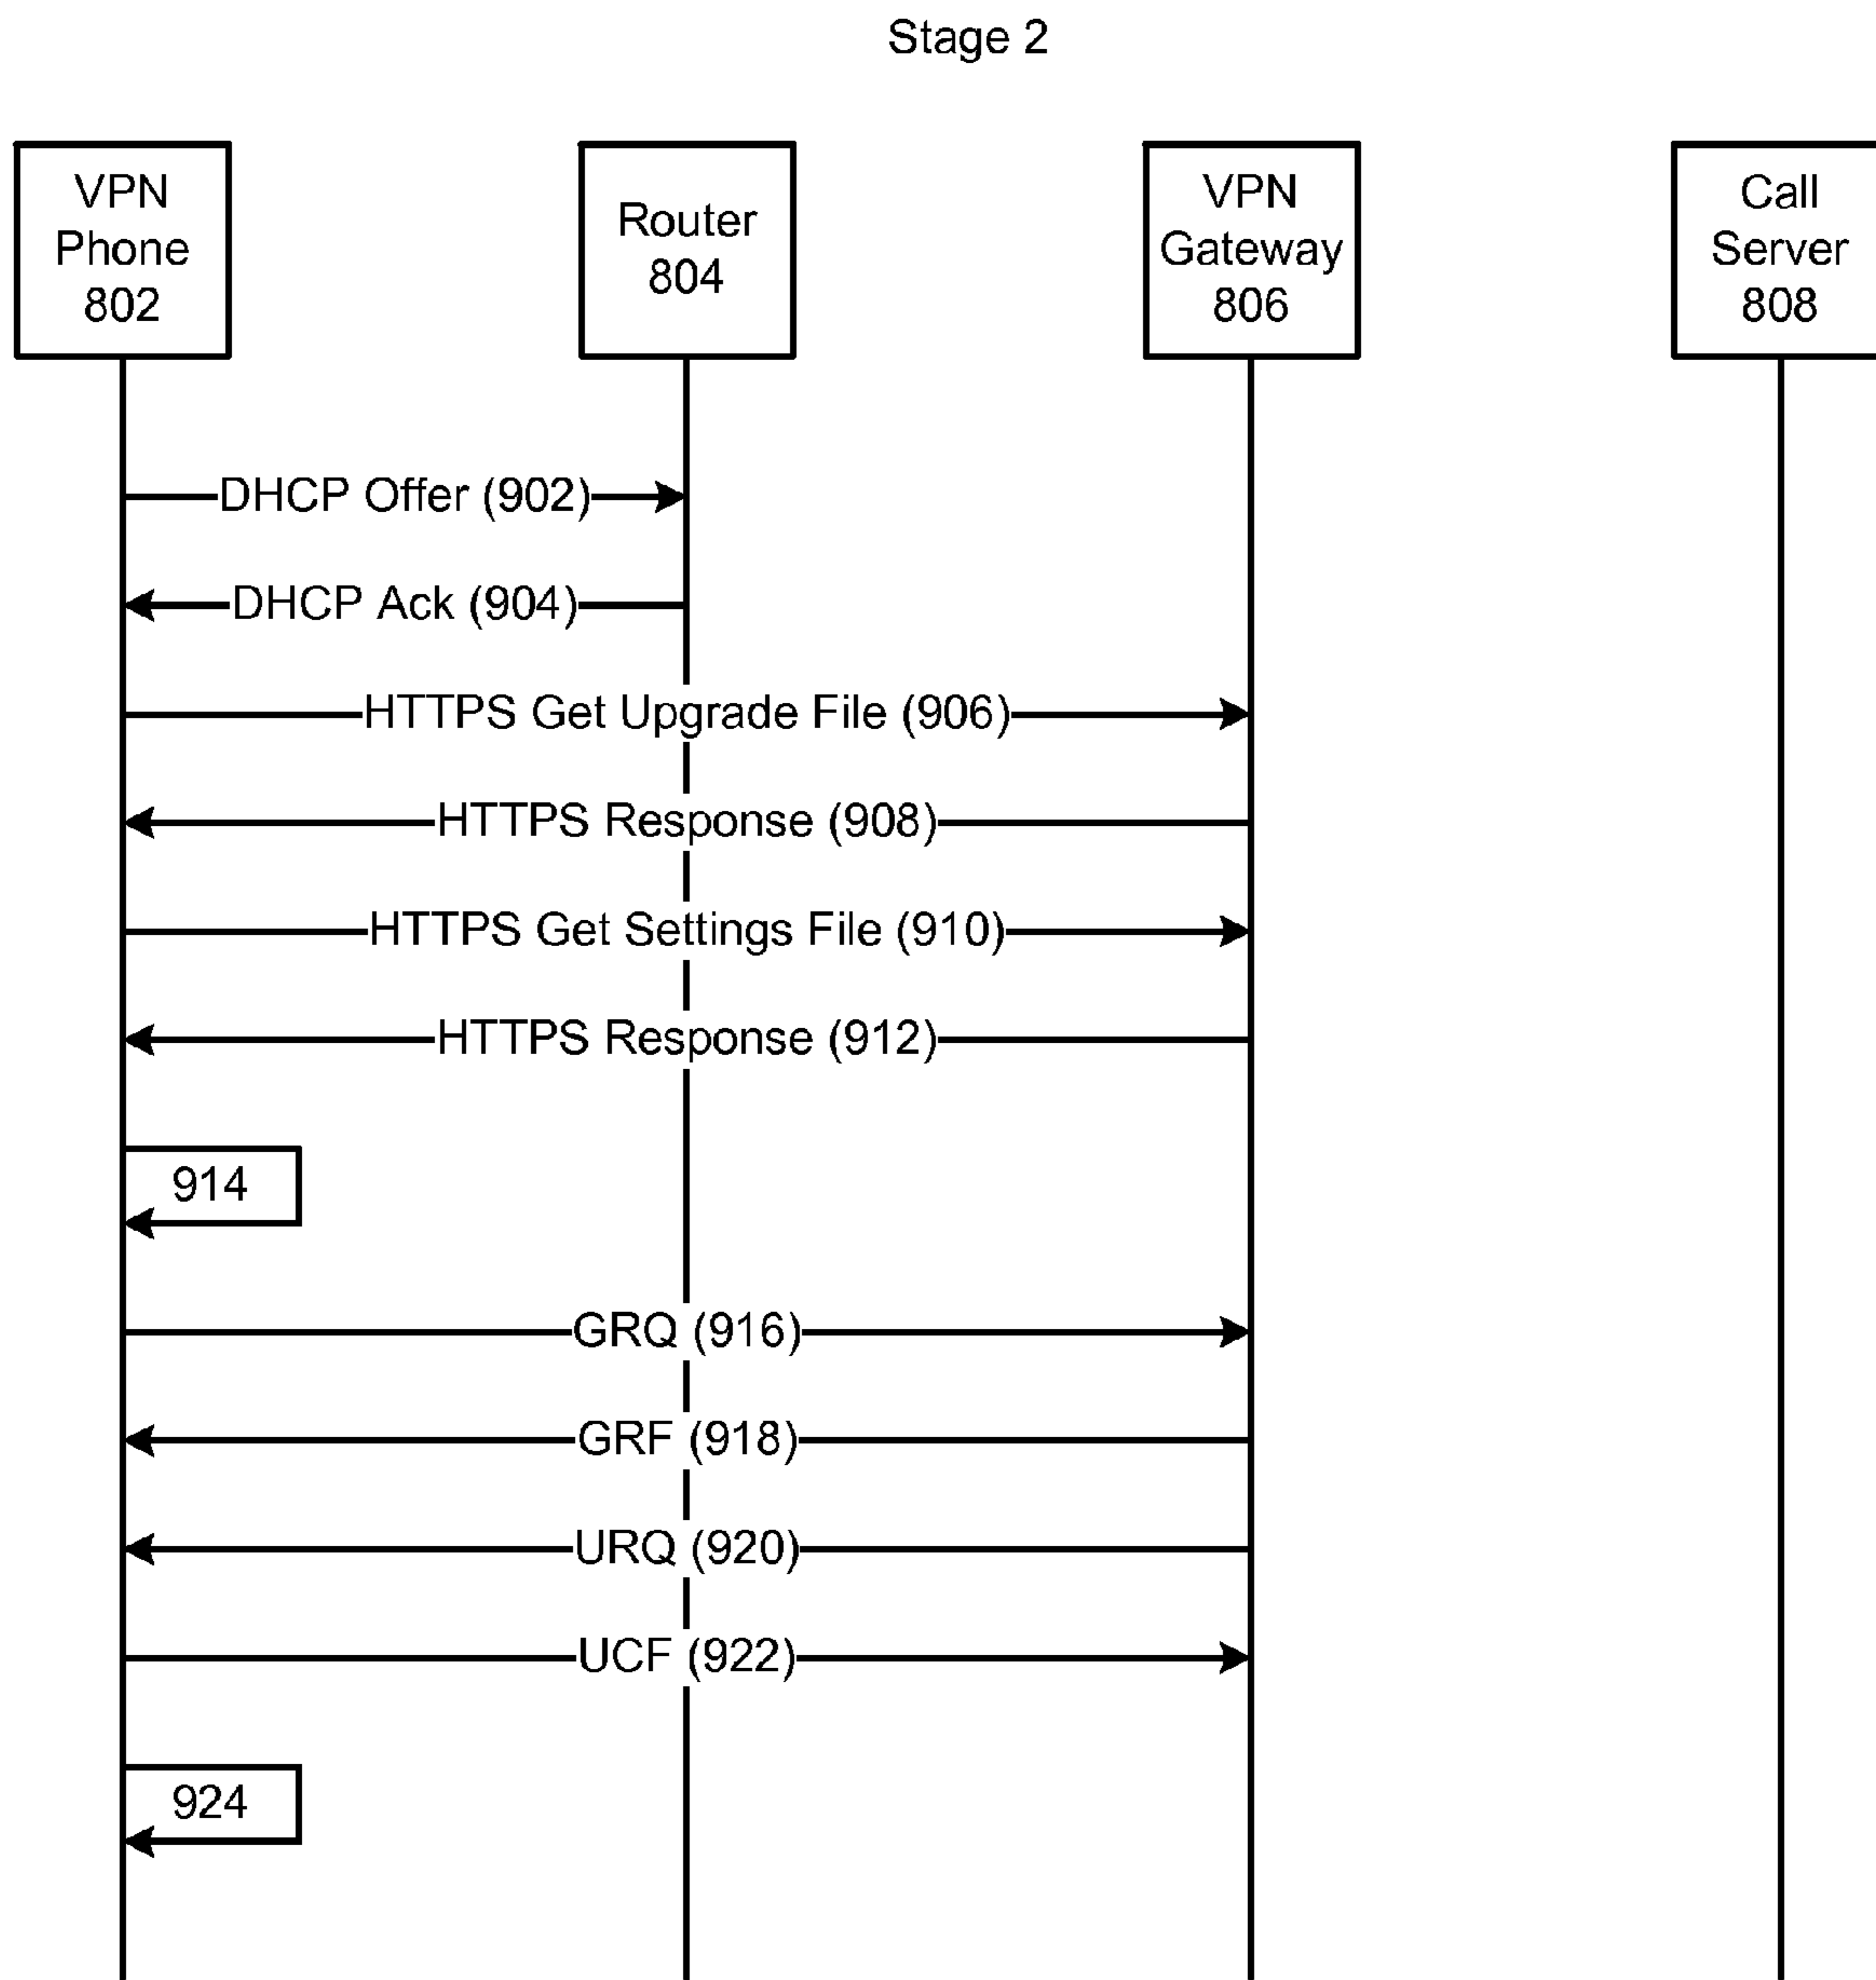 Stage 2
VPN
Phone
802
Router
804
VPN
Gateway
806
Call
Server
808
DHCP Offer (902)
DHCP Ack (904)
HTTPS Get Upgrade File (906)
HTTPS Response (908)
HTTPS Get Settings File (910)
HTTPS Response (912)
914
GRQ (916)
GRF (918)
URQ (920)
UCF (922)
924